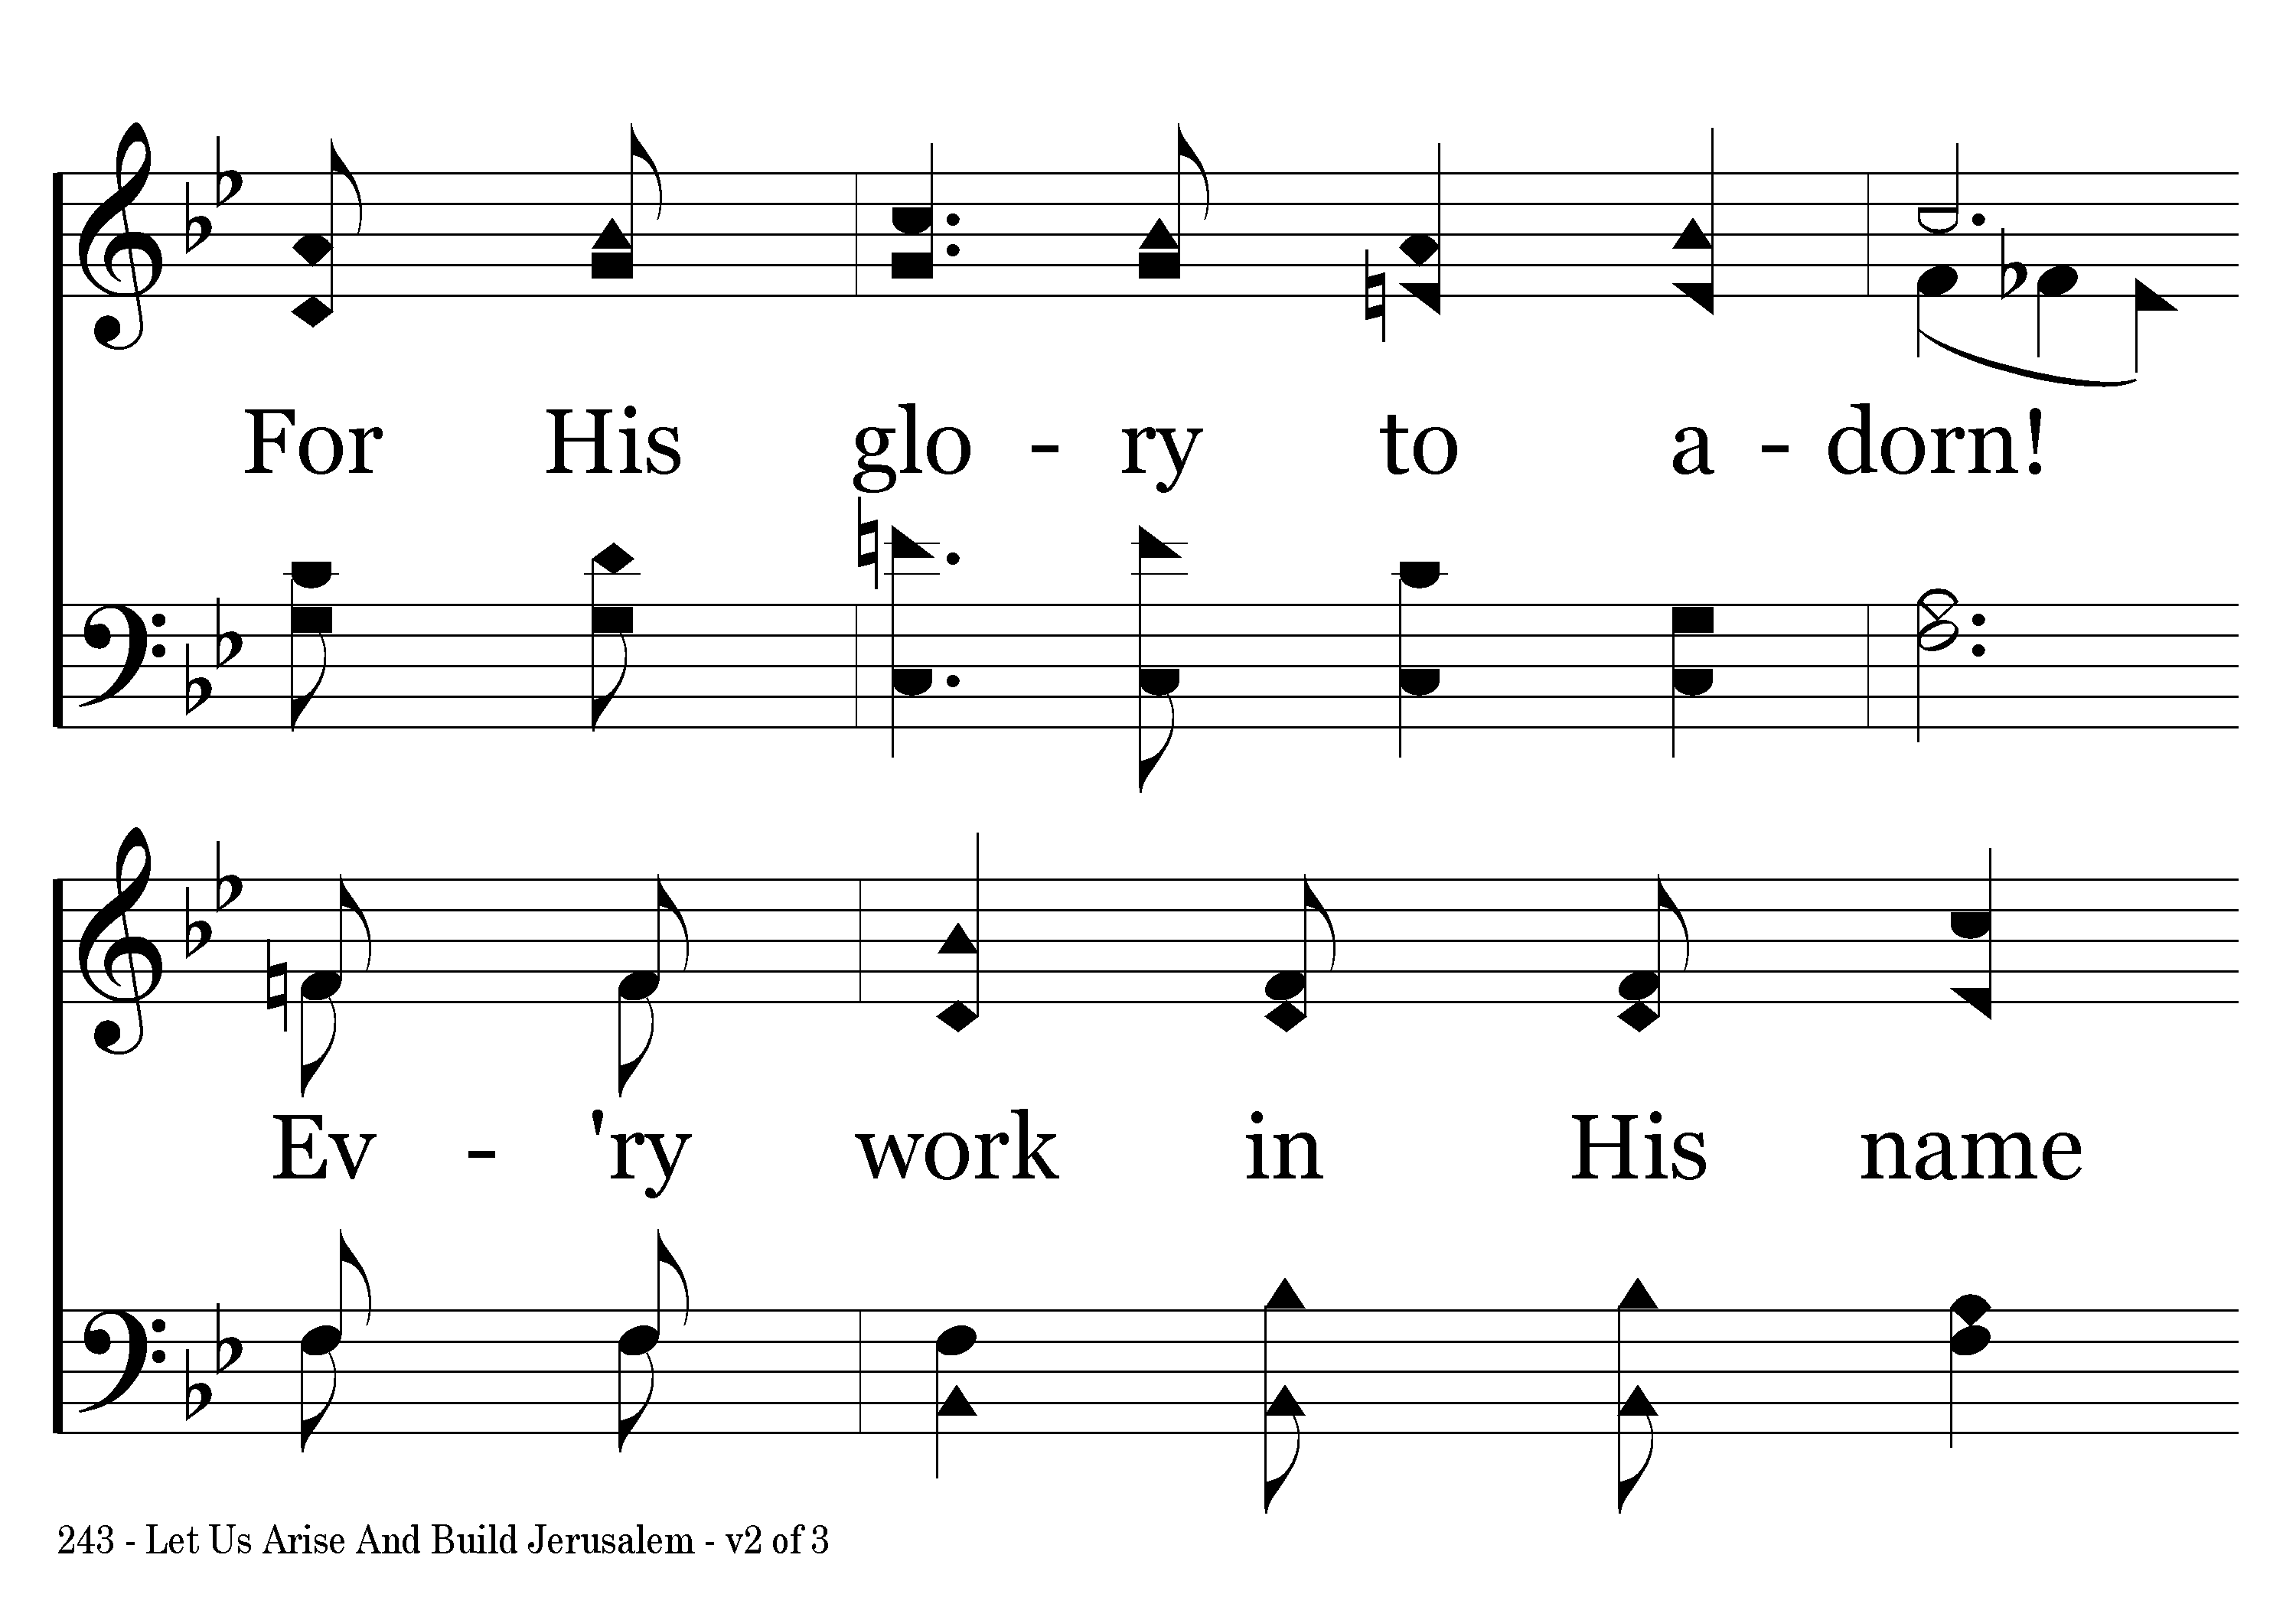 For His glo - ry to a - dorn!
Ev - 'ry work in His name
243 - Let Us Arise And Build Jerusalem - v2 of 3